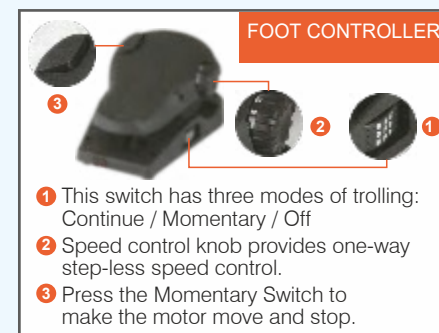 FOOT CONTROLLER
3
2
1
1 This switch has three modes of trolling:
Continue / Momentary / Off
2 Speed control knob provides one-way
step-less speed control.
3 Press the Momentary Switch to
make the motor move and stop.